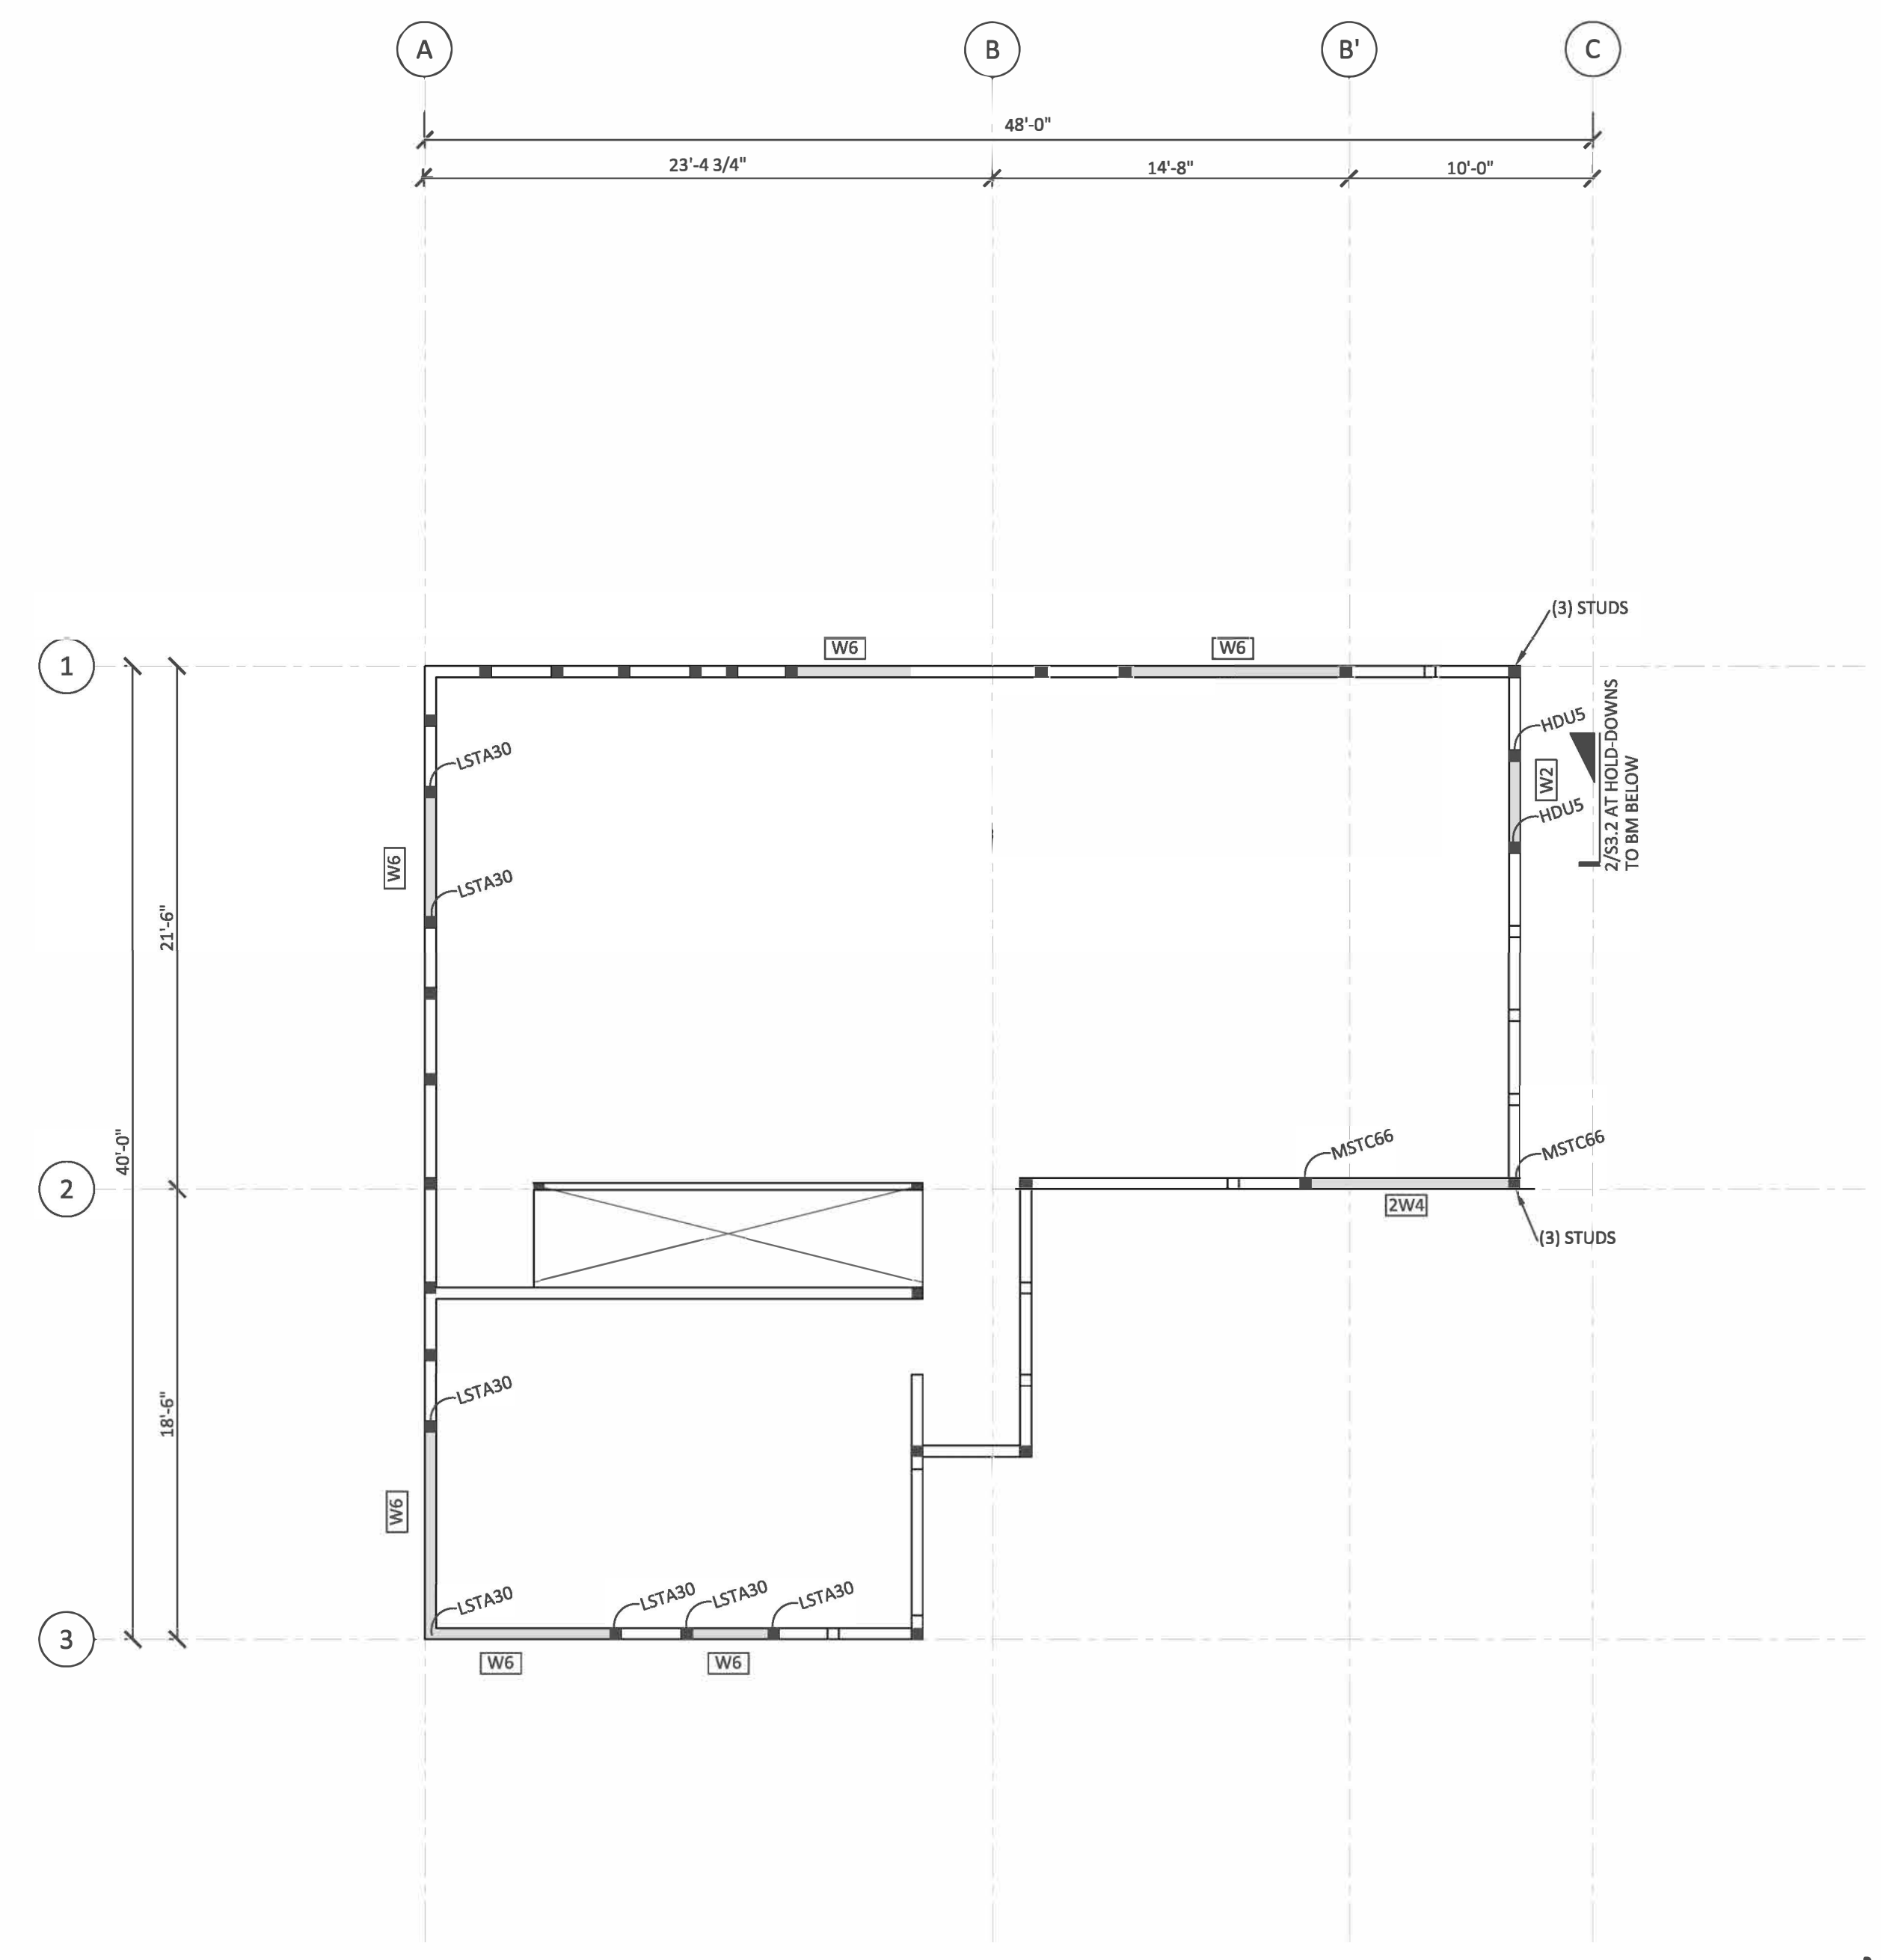 A B B' C
48'-0"
23'-4 3/4" 14'-8" 10'-0"
(3) STUDS
W6 W6
1
HDU5
LSTA30
W2
2/S3.2 AT HOLD-DOWNS
TO BM BELOW
HDU5
W6
LSTA30
21'-6"
40'-0"
MSTC66 MSTC66
2
2W4
(3) STUDS
LSTA30
18'-6"
W6
LSTA30 LSTA30 LSTA30 LSTA30
3
W6 W6